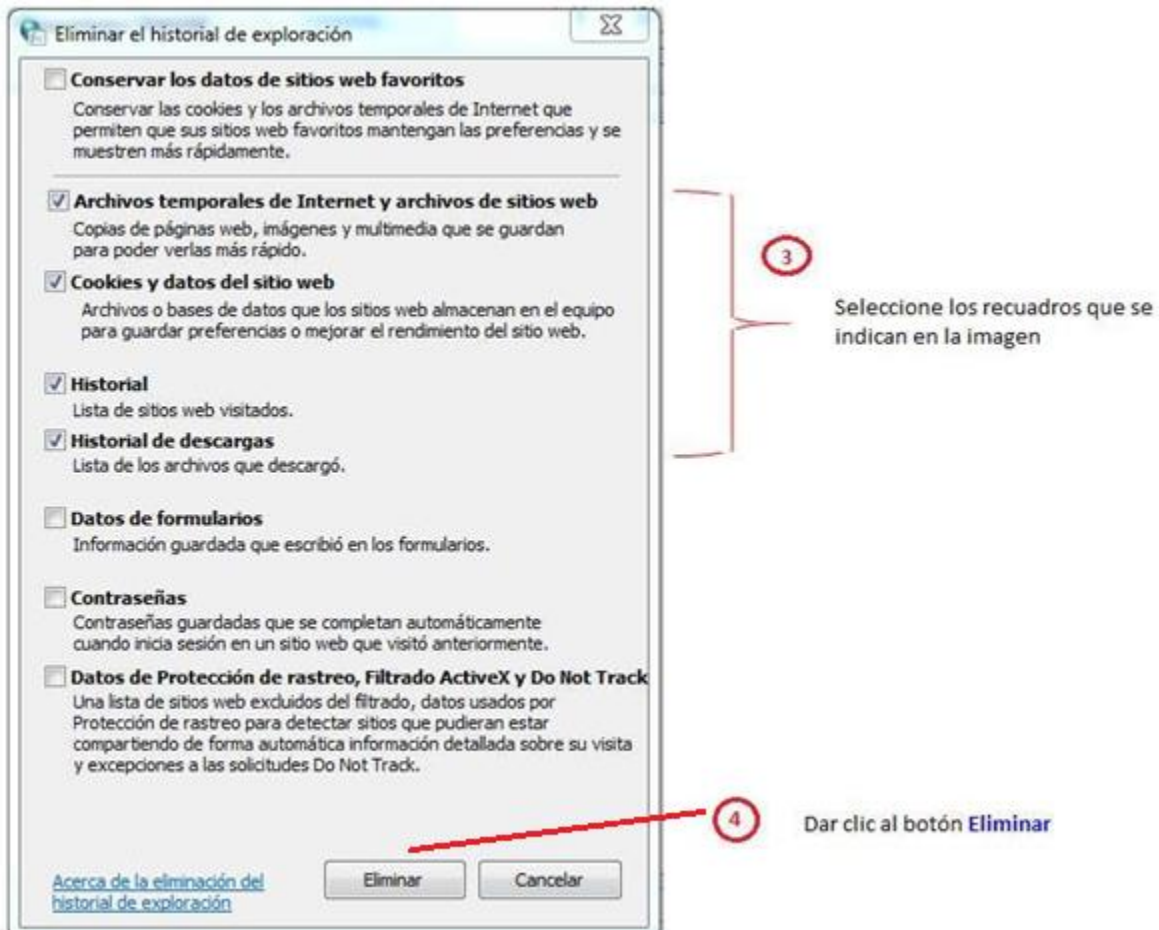 Eliminar el historial de exploración
Conservar los datos de sitios web favoritos
Conservar las cookies y los archivos temporales de Internet que
permiten que sus sitios web favoritos mantengan las preferencias y se
muestren más rápidamente.
Archivos temporales de Internet y archivos de sitios web
Copias de páginas web, imágenes y multimedia que se guardan
para poder verlas más rápido.
Cookies y datos del sitio web
Archivos o bases de datos que los sitios web almacenan en el equipo
para guardar preferencias o mejorar el rendimiento del sitio web.
Historial
Lista de sitios web visitados.
Historial de descargas
Lista de los archivos que descargó.
Datos de formularios
Información guardada que escribió en los formularios.
Contraseñas
Contraseñas guardadas que se completan automáticamente
cuando inicia sesión en un sitio web que visitó anteriormente.
Datos de Protección de rastreo, Filtrado ActiveX y Do Not Track
Una lista de sitios web excluidos del filtrado, datos usados por
Protección de rastreo para detectar sitios que pudieran estar
compartiendo de forma automática información detallada sobre su visita
y excepciones a las solicitudes Do Not Track.
Acerca de la eliminación del
historial de exploración
Eliminar
Cancelar
3
Seleccione los recuadros que se
indican en la imagen
4
Dar clic al botón Eliminar